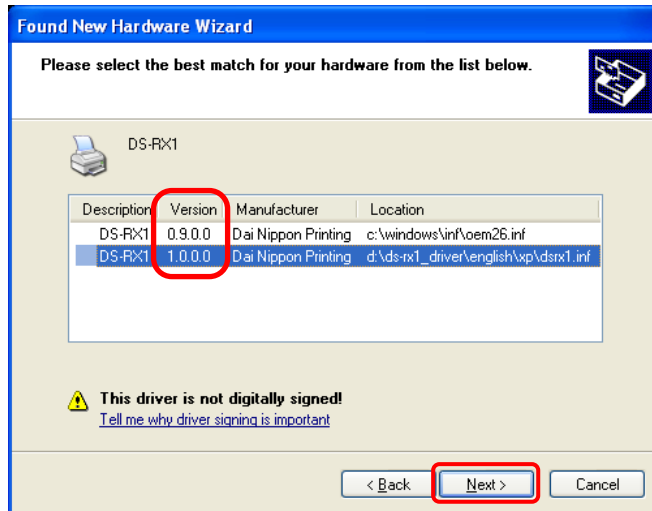 Found New Hardware Wizard
Please select the best match for your hardware from the list below.
DS-RX1
Description Version Manufacturer Location
DS-RX1 0.9.0.0 Dai Nippon Printing c:\windows\inf\oem26.inf
DS-RX1 1.0.0.0 Dai Nippon Printing d:\ds-rx1_driver\english\xp\dsrx1.inf
This driver is not digitally signed!
Tell me why driver signing is important
< Back Next > Cancel